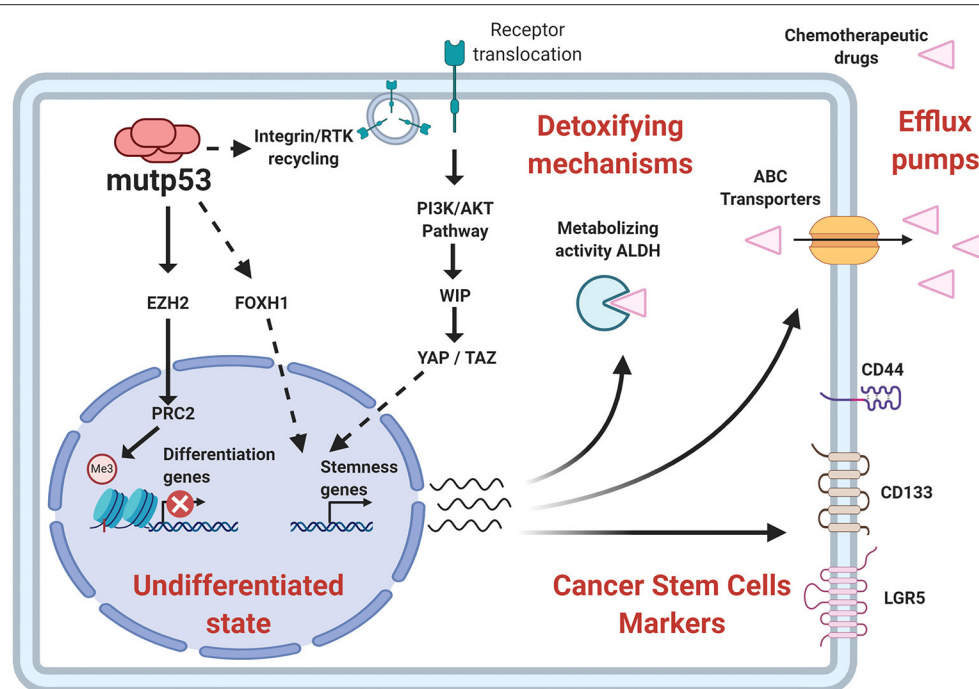 Receptor
translocation
Chemotherapeutic
drugs
Efflux
pumps
Detoxifying
mechanisms
Integrin/RTK
recycling
mutp53
ABC
Transporters
PI3K/AKT
Pathway
Metabolizing
activity ALDH
EZH2
FOXH1
WIP
YAP / TAZ
CD44
PRC2
Me3
Differentiation
genes
Stemness
genes
CD133
Undifferentiated
state
Cancer Stem Cells
Markers
LGR5